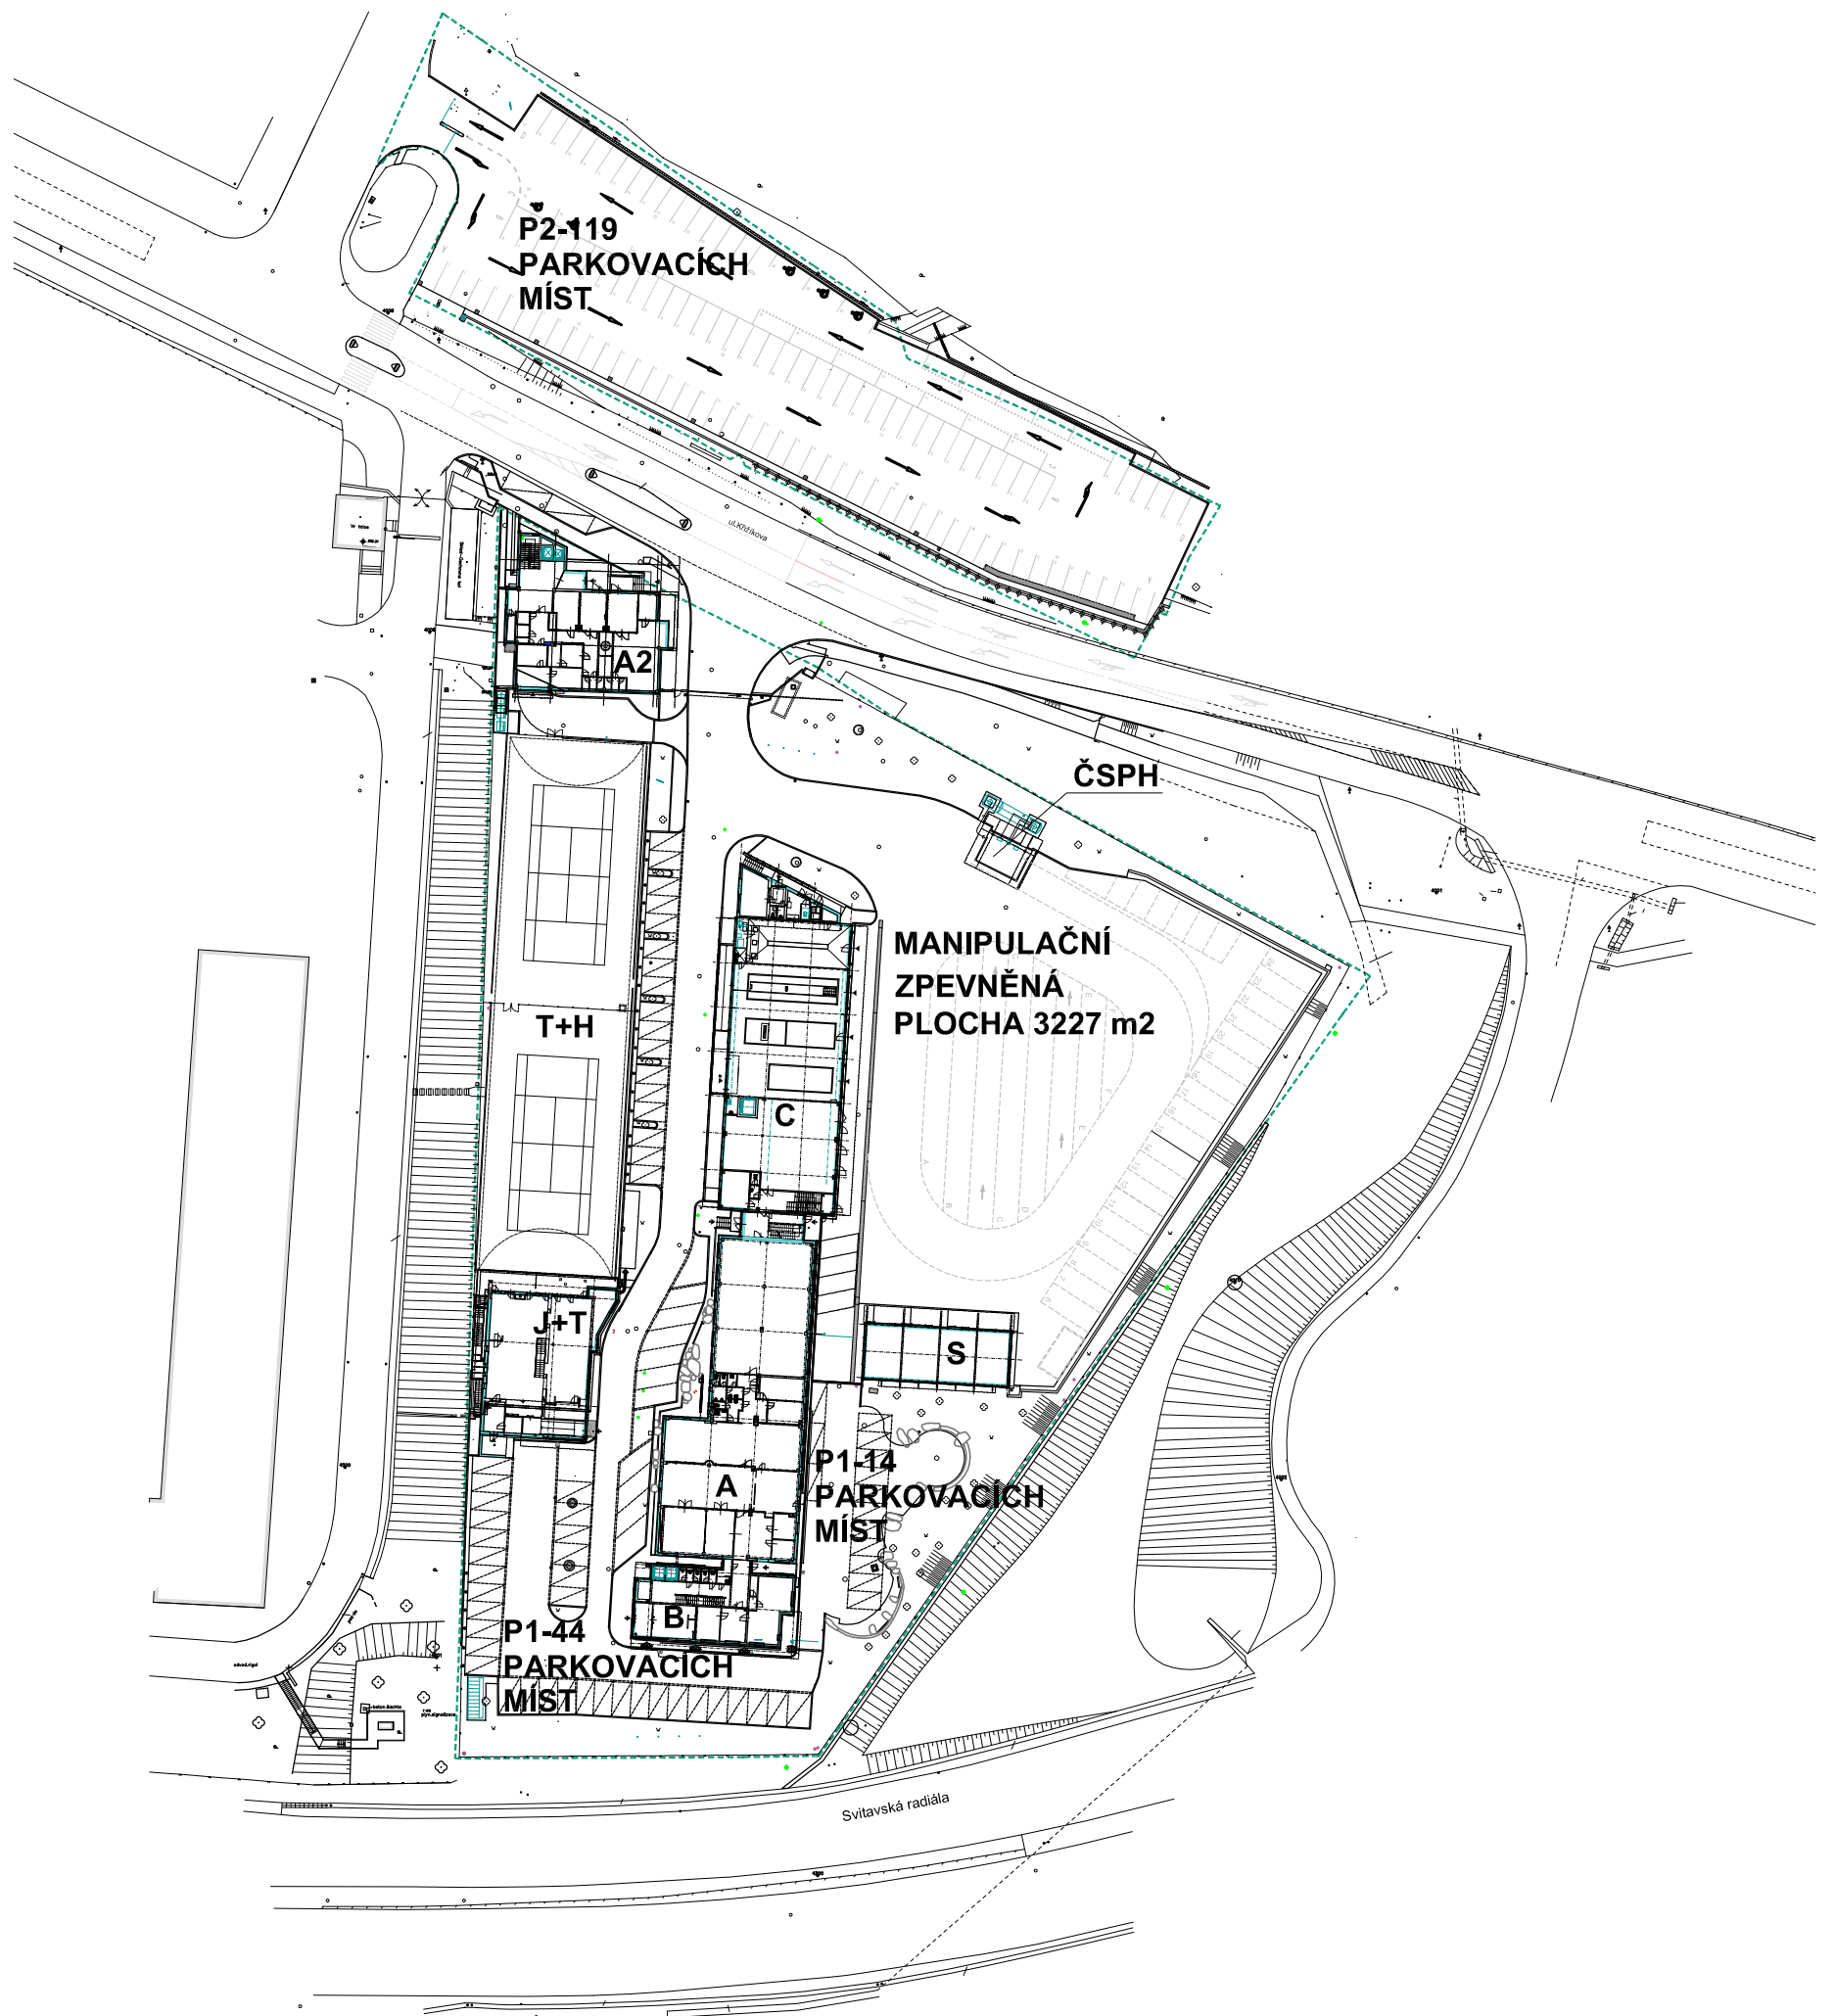 P2-119
PARKOVACÍCH
MÍST
ul.Křižíkova
A2
ČSPH
MANIPULAČNÍ
ZPEVNĚNÁ
PLOCHA 3227 m2
T+H
C
J+T
S
P1-14
PARKOVACÍCH
MÍST
A
B
P1-44
PARKOVACÍCH
MÍST
Svitavská radiála